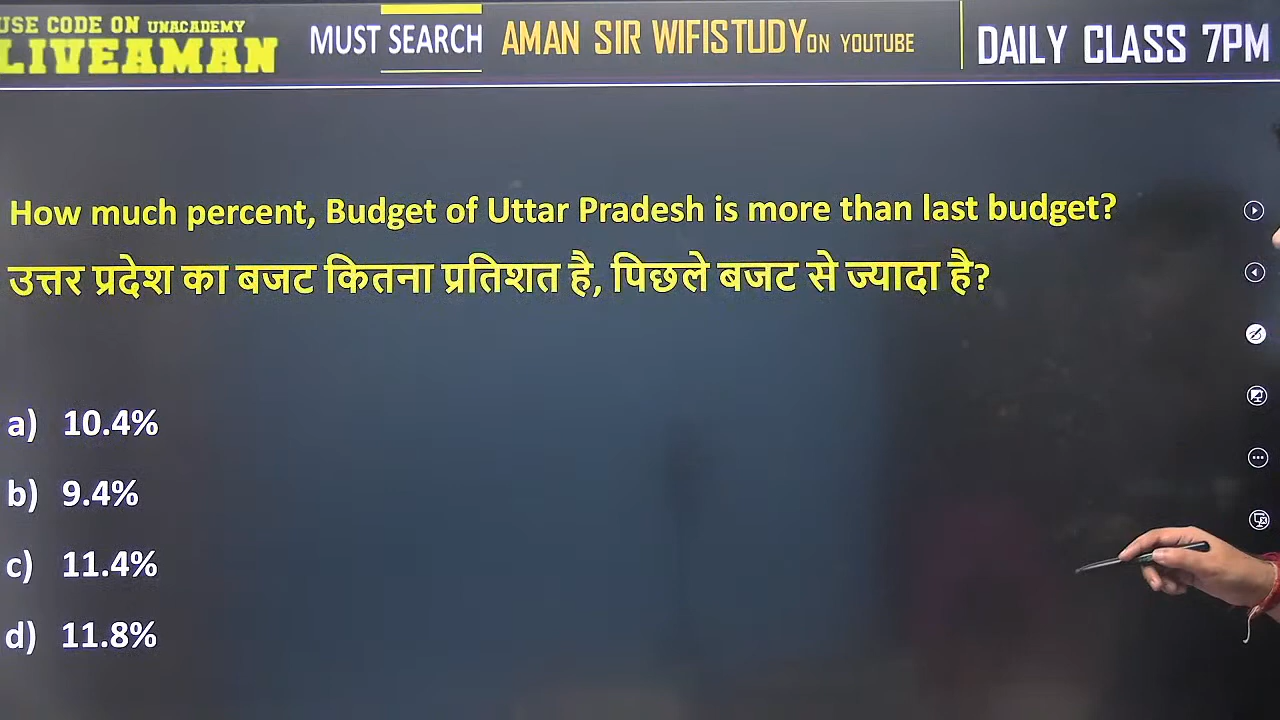 USE CODE ON UNACADEMY
LIVEAMAN
MUST SEARCH AMAN SIR WIFISTUDY ON YOUTUBE
DAILY CLASS 7PM
How much percent, Budget of Uttar Pradesh is more than last budget?
उत्तर प्रदेश का बजट कितना प्रतिशत है, पिछले बजट से ज्यादा है?
a) 10.4%
b) 9.4%
c) 11.4%
d) 11.8%